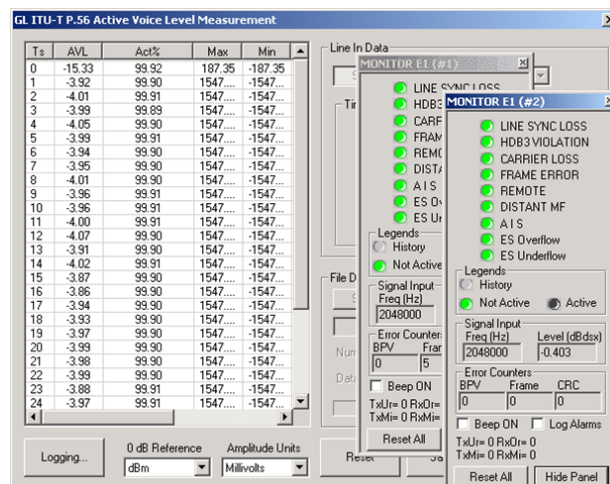 GL ITU-T P.56 Active Voice Level Measurement
Ts AVL Act% Max Min
0 -15.33 99.92 187.35 -187.35
1 -3.92 99.90 1547.... -1547...
2 -4.01 99.91 1547.... -1547...
3 -3.99 99.89 1547.... -1547...
4 -4.05 99.90 1547.... -1547...
5 -3.99 99.91 1547.... -1547...
6 -3.94 99.90 1547.... -1547...
7 -3.95 99.90 1547.... -1547...
8 -4.01 99.90 1547.... -1547...
9 -3.96 99.91 1547.... -1547...
10 -3.96 99.91 1547.... -1547...
11 -4.00 99.91 1547.... -1547...
12 -4.07 99.90 1547.... -1547...
13 -3.91 99.90 1547.... -1547...
14 -4.02 99.91 1547.... -1547...
15 -3.87 99.90 1547.... -1547...
16 -3.86 99.90 1547.... -1547...
17 -3.94 99.90 1547.... -1547...
18 -3.93 99.90 1547.... -1547...
19 -3.97 99.90 1547.... -1547...
20 -3.99 99.90 1547.... -1547...
21 -3.98 99.90 1547.... -1547...
22 -3.99 99.90 1547.... -1547...
23 -3.88 99.91 1547.... -1547...
24 -3.97 99.91 1547.... -1547...
Logging...
0 dB Reference
dBm
Amplitude Units
Millivolts
Reset
Line In Data
File D
Num
Data
MONITOR E1 (#1)
LINE SYNC LOSS
HDB3
CARF
FRAM
REMO
DISTA
A I S
ES Ov
ES Un
Legends
History
Not Active
Signal Input
Freq (Hz)
2048000
Error Counters
BPV Fran
0 5
Beep ON
TxUr= 0 RxOr=
TxMi= 0 RxMi=
Reset All
MONITOR E1 (#2)
LINE SYNC LOSS
HDB3 VIOLATION
CARRIER LOSS
FRAME ERROR
REMOTE
DISTANT MF
A I S
ES Overflow
ES Underflow
Legends
History
Not Active Active
Signal Input
Freq (Hz) Level (dBdsx)
2048000 -0.403
Error Counters
BPV Frame CRC
0 0 0
Beep ON Log Alarms
TxUr= 0 RxOr= 0
TxMi= 0 RxMi= 0
Reset All Hide Panel